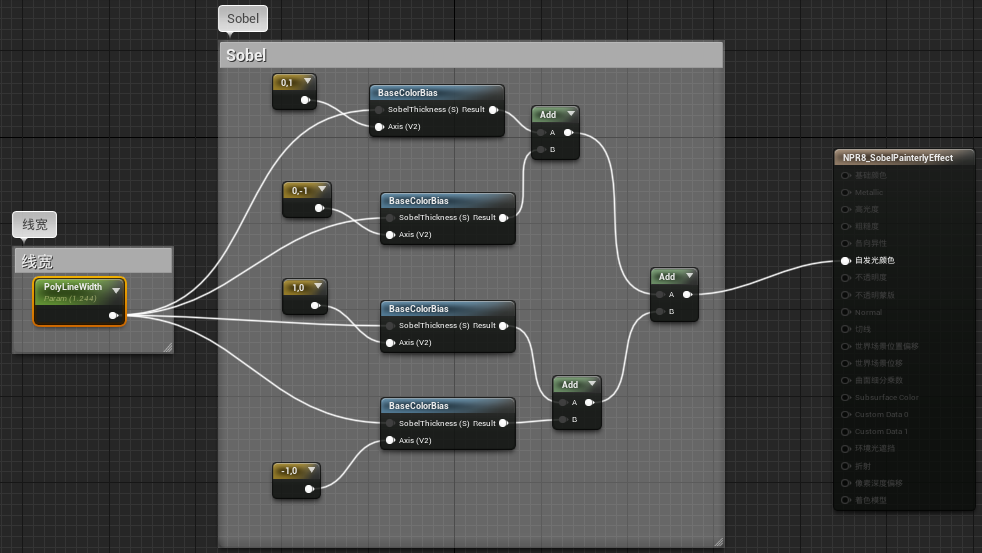 Sobel
Sobel
0,1
BaseColorBias
SobelThickness (S) Result
Axis (V2)
Add
A
B
0,-1
BaseColorBias
SobelThickness (S) Result
Axis (V2)
线宽
线宽
PolyLineWidth
Param (1.244)
1,0
BaseColorBias
SobelThickness (S) Result
Axis (V2)
Add
A
B
Add
A
B
BaseColorBias
SobelThickness (S) Result
Axis (V2)
-1,0
NPR8_SobelPainterlyEffect
基础颜色
Metallic
高光度
粗糙度
各向异性
自发光颜色
不透明度
不透明蒙版
Normal
切线
世界场景位置偏移
世界场景位移
曲面细分乘数
Subsurface Color
Custom Data 0
Custom Data 1
环境光遮挡
折射
像素深度偏移
着色模型